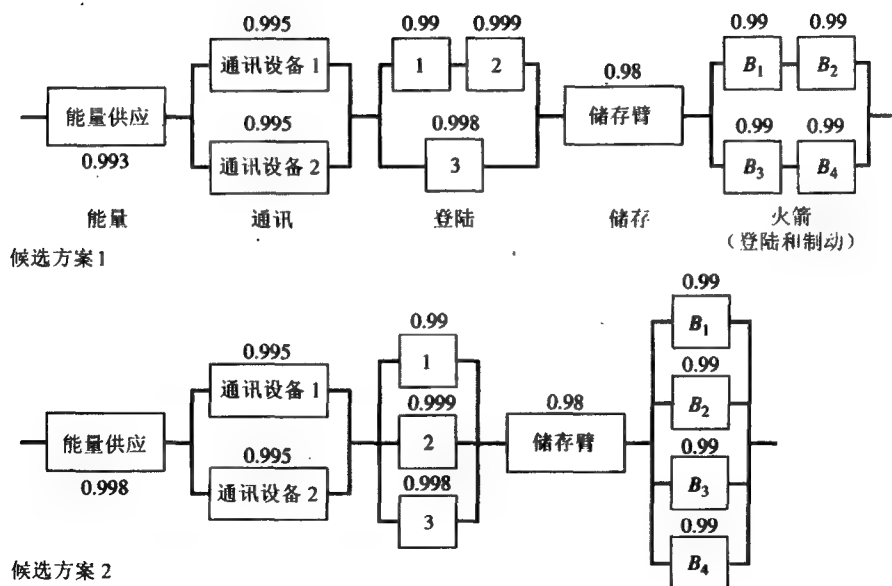 0.995 0.99 0.999 0.99 0.99
通讯设备 1 1 2 B₁ B₂
0.98
能量供应 0.998 储存臂
0.995 0.99 0.99
0.993 通讯设备 2 3 B₃ B₄
能量 通讯 登陆 储存 火箭
（登陆和制动）
候选方案1
0.99
0.99 B₁
0.995 1
通讯设备 1 0.99
0.999 0.98 B₂
能量供应 2 储存臂
0.995 0.99
0.998 0.998 B₃
通讯设备 2 3
0.99
候选方案 2 B₄